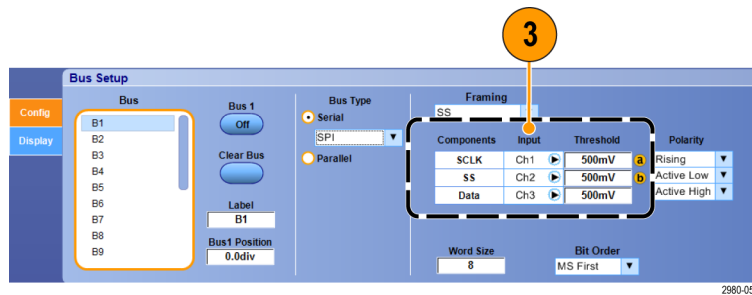 3
Bus Setup
Config
Display
Bus
B1
B2
B3
B4
B5
B6
B7
B8
B9
Bus 1
Off
Clear Bus
Label
B1
Bus1 Position
0.0div
Bus Type
Serial
SPI
Parallel
Framing
SS
Components Input Threshold Polarity
SCLK Ch1 500mV a Rising
SS Ch2 500mV b Active Low
Data Ch3 500mV Active High
Word Size Bit Order
8 MS First
2980-05